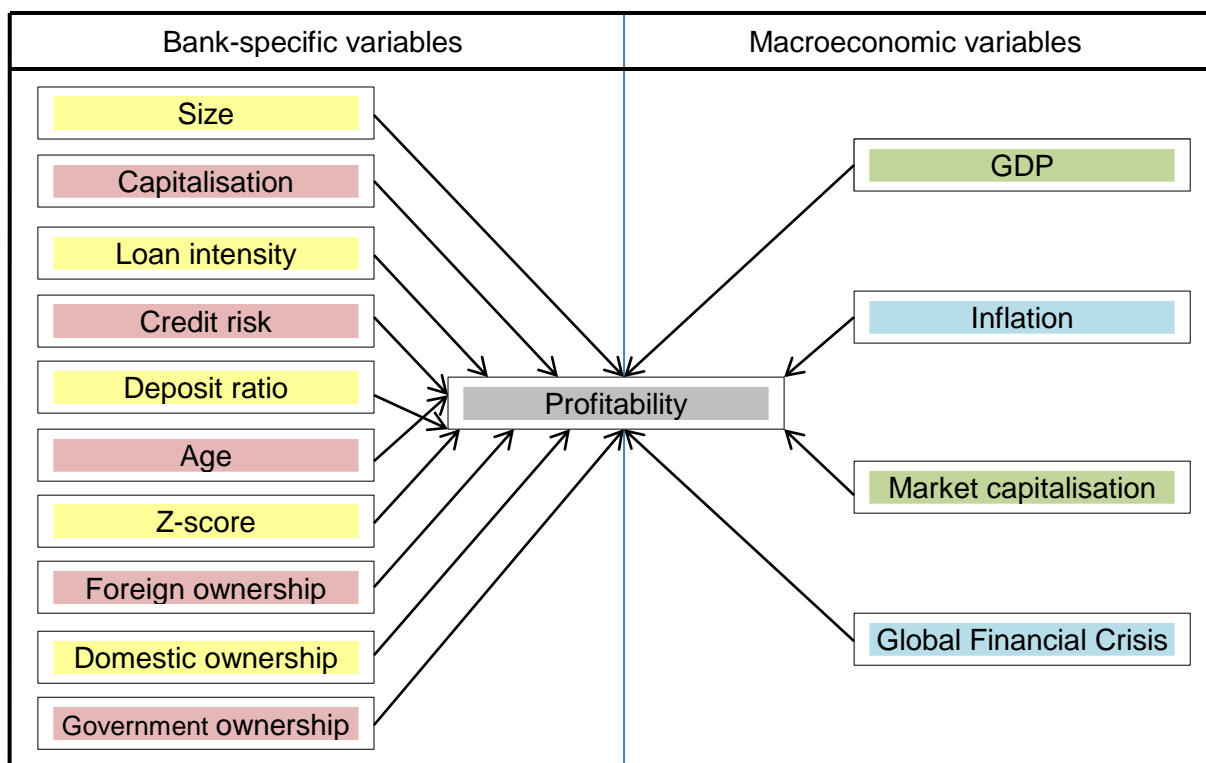 Bank-specific variables
Macroeconomic variables
Size
Capitalisation
Loan intensity
Credit risk
Deposit ratio
Age
Z-score
Foreign ownership
Domestic ownership
Government ownership
Profitability
GDP
Inflation
Market capitalisation
Global Financial Crisis